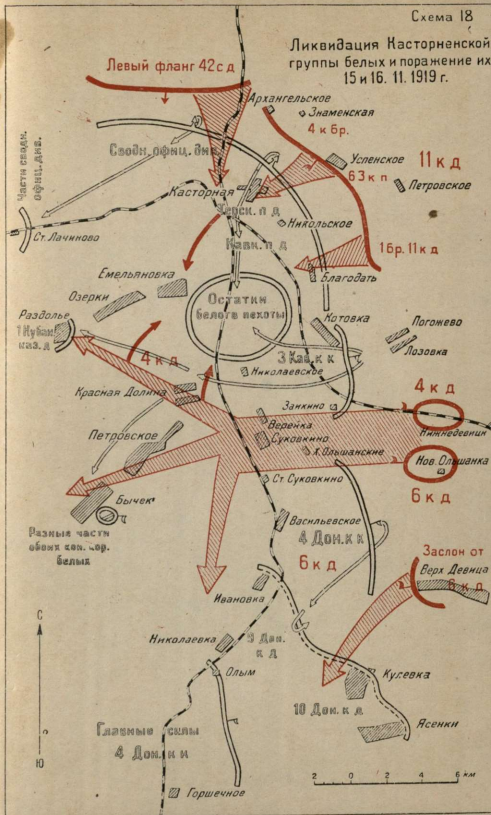 Схема 18
Ликвидация Касторненской
группы белых и поражение их
15 и 16. 11. 1919 г.
Левый фланг 42 с д
Архангельское
Знаменская
4 к бр.
Части сводн.
офиц. див.
Сводн. офиц. див.
Успенское
11 к д
63 к п
Петровское
Касторная
Терск. п д
Никольское
Ст. Лачиново
Кавк. п д
1 бр. 11 к д
Благодать
Емельяновка
Озерки
Остатки
белого пехоты
Раздолье
1 Кубан.
каз. д
Котовка
Погожево
Лозовка
4 к д
3 Кав. к к
Николаевское
Красная Долина
4 к д
Заикино
Нижнедевицк
Веренка
Суковкино
Петровское
х. Ольшанские
Нов. Ольшанка
Ст. Суковкино
6 к д
Бычек
Васильевское
Разные части
обоих кон. кор.
белых
4 Дон. к к
6 к д
Заслон от
Верх. Девица
6 к д
Ивановка
С
Николаевка
9 Дон.
к д
Олым
Кулевка
10 Дон. к д
Ясенки
Главные силы
4 Дон. к к
Ю
Горшечное
2 0 2 4 6 км